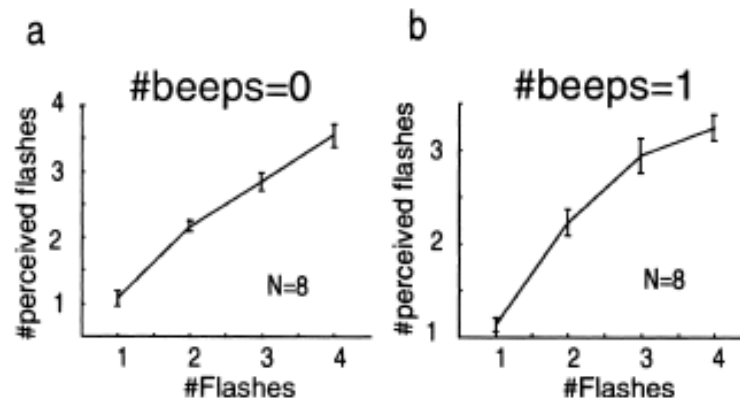 a
#beeps=0
#perceived flashes
4
3
2
1
N=8
1 2 3 4
#Flashes
b
#beeps=1
#perceived flashes
3
2
1
N=8
1 2 3 4
#Flashes